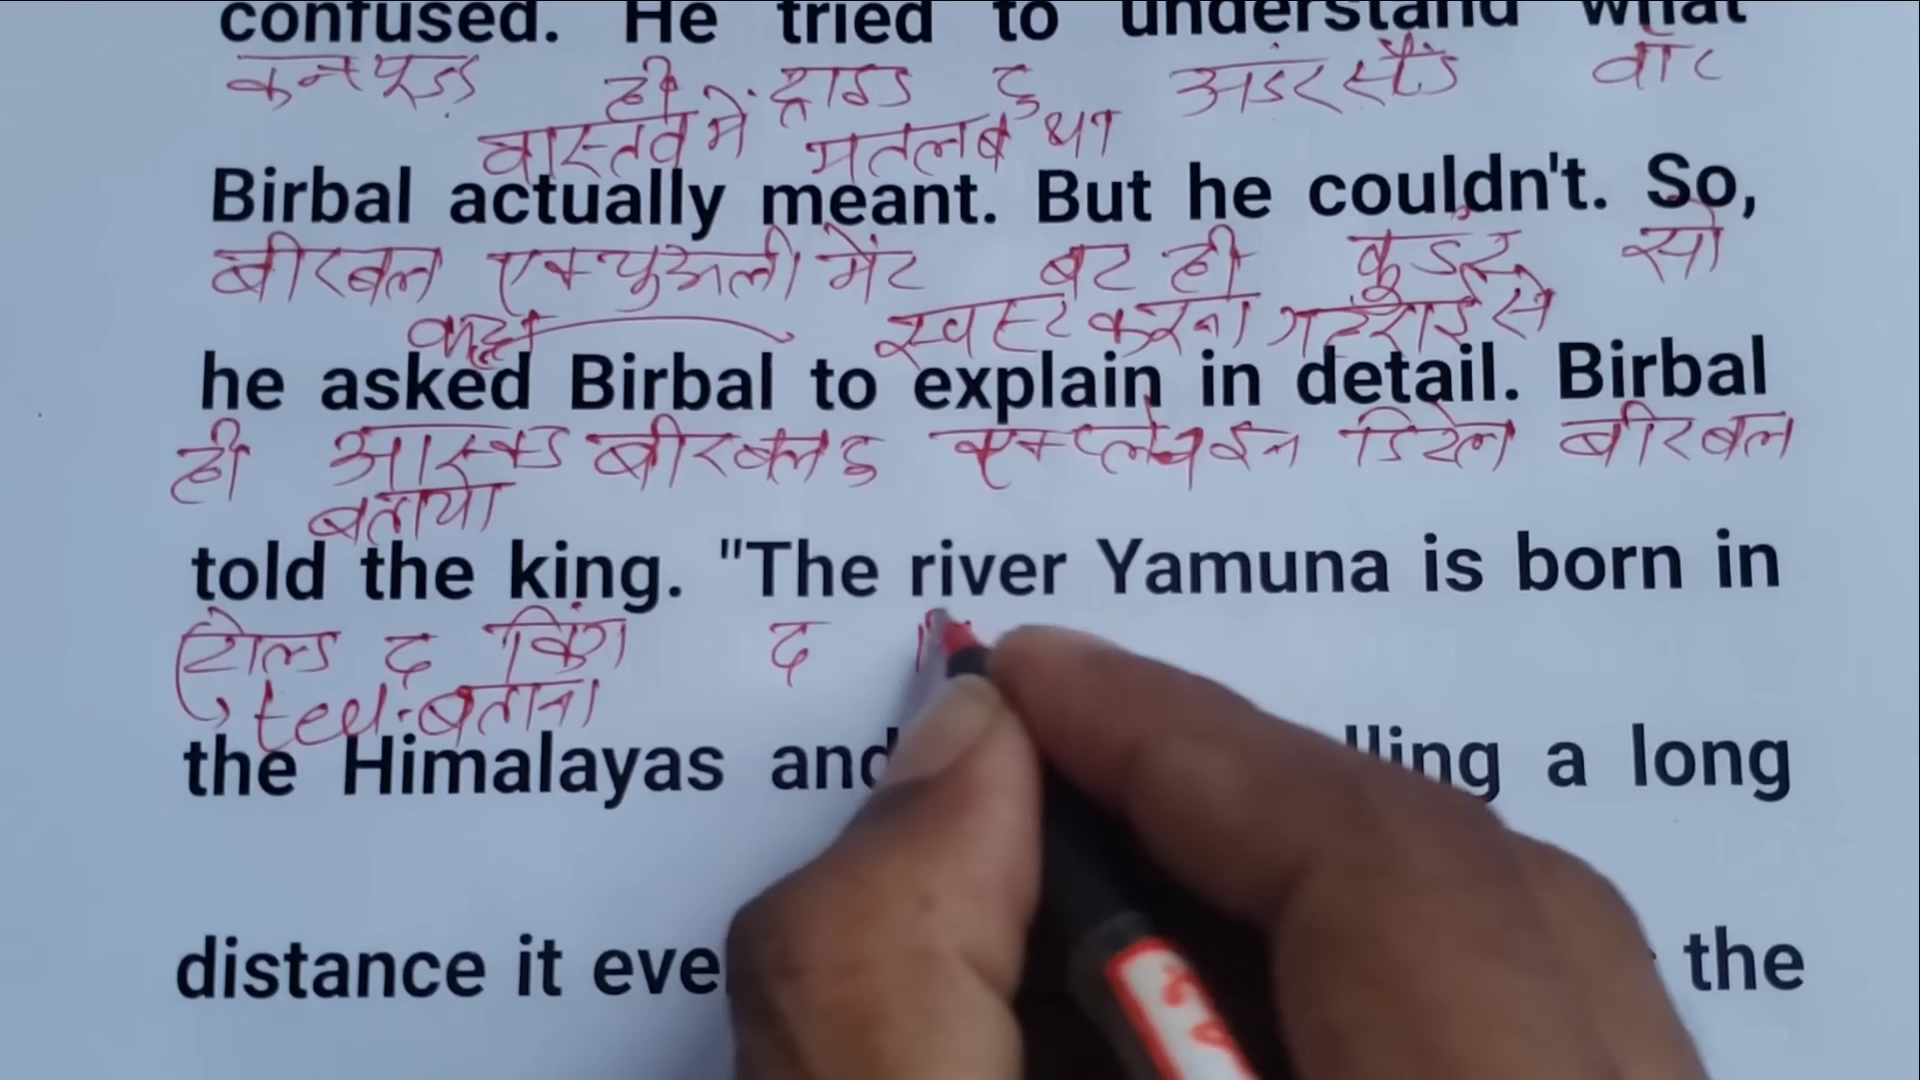 confused. He tried to understand what
कन्फ्यूज्ड ही ट्राइड टु अंडरस्टैंड वॉट
वास्तव में मतलब था
Birbal actually meant. But he couldn't. So,
बीरबल एक्चुअली मेंट बट ही सो
कहा स्पष्ट करना गहराई से
he asked Birbal to explain in detail. Birbal
ही आस्क्ड बीरबल टु डिटेल बीरबल
बताया
told the king. "The river Yamuna is born in
टोल्ड द किंग द
tell-बताना
the Himalayas and lling a long
distance it eve the